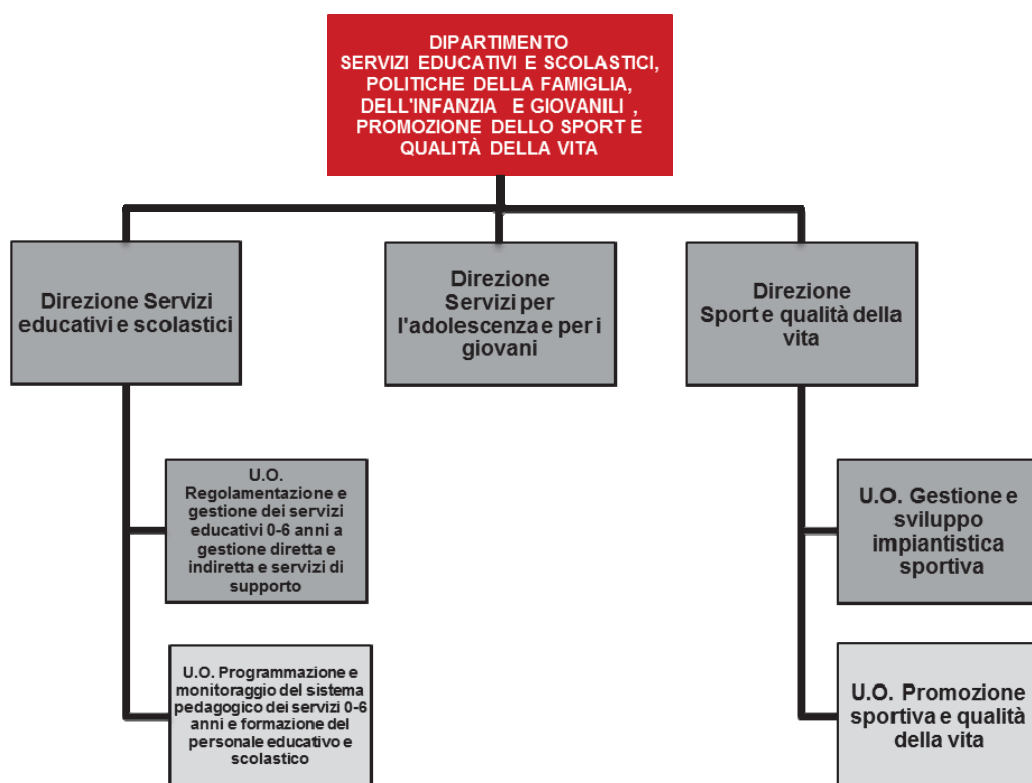 DIPARTIMENTO
SERVIZI EDUCATIVI E SCOLASTICI,
POLITICHE DELLA FAMIGLIA,
DELL'INFANZIA E GIOVANILI ,
PROMOZIONE DELLO SPORT E
QUALITÀ DELLA VITA
Direzione Servizi
educativi e scolastici
Direzione
Servizi per
l'adolescenza e per i
giovani
Direzione
Sport e qualità della
vita
U.O.
Regolamentazione e
gestione dei servizi
educativi 0-6 anni a
gestione diretta e
indiretta e servizi di
supporto
U.O. Gestione e
sviluppo
impiantistica
sportiva
U.O. Programmazione e
monitoraggio del sistema
pedagogico dei servizi 0-6
anni e formazione del
personale educativo e
scolastico
U.O. Promozione
sportiva e qualità
della vita